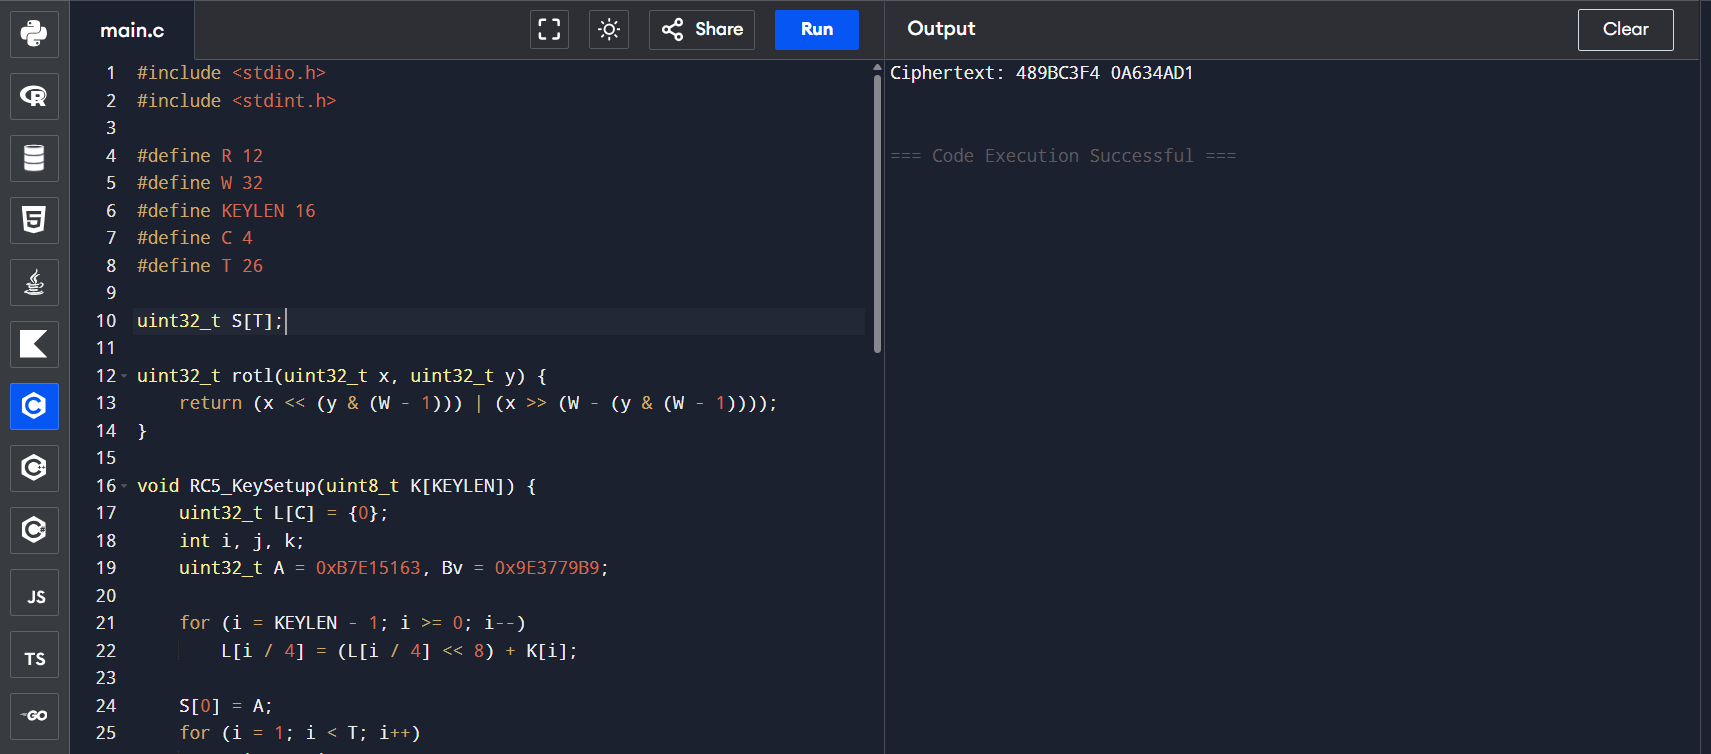 main.c
Share
Run
Output
Clear
1 #include <stdio.h>
2 #include <stdint.h>
3
4 #define R 12
5 #define W 32
6 #define KEYLEN 16
7 #define C 4
8 #define T 26
9
10 uint32_t S[T];
11
12 uint32_t rotl(uint32_t x, uint32_t y) {
13     return (x << (y & (W - 1))) | (x >> (W - (y & (W - 1))));
14 }
15
16 void RC5_KeySetup(uint8_t K[KEYLEN]) {
17     uint32_t L[C] = {0};
18     int i, j, k;
19     uint32_t A = 0xB7E15163, Bv = 0x9E3779B9;
20
21     for (i = KEYLEN - 1; i >= 0; i--)
22         L[i / 4] = (L[i / 4] << 8) + K[i];
23
24     S[0] = A;
25     for (i = 1; i < T; i++)
Ciphertext: 489BC3F4 0A634AD1
=== Code Execution Successful ===
R
5
C
C++
C#
JS
TS
GO